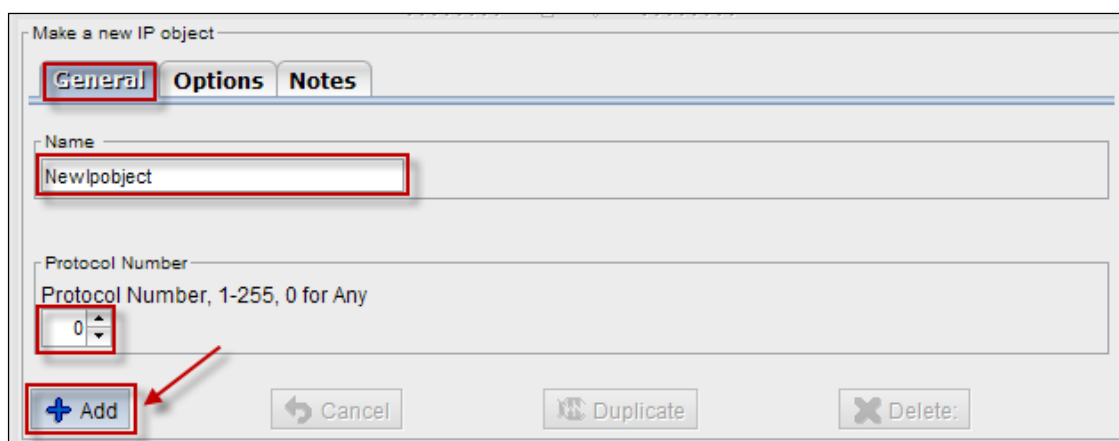 Make a new IP object
General Options Notes
Name
NewIpobject
Protocol Number
Protocol Number, 1-255, 0 for Any
0
Add Cancel Duplicate Delete: